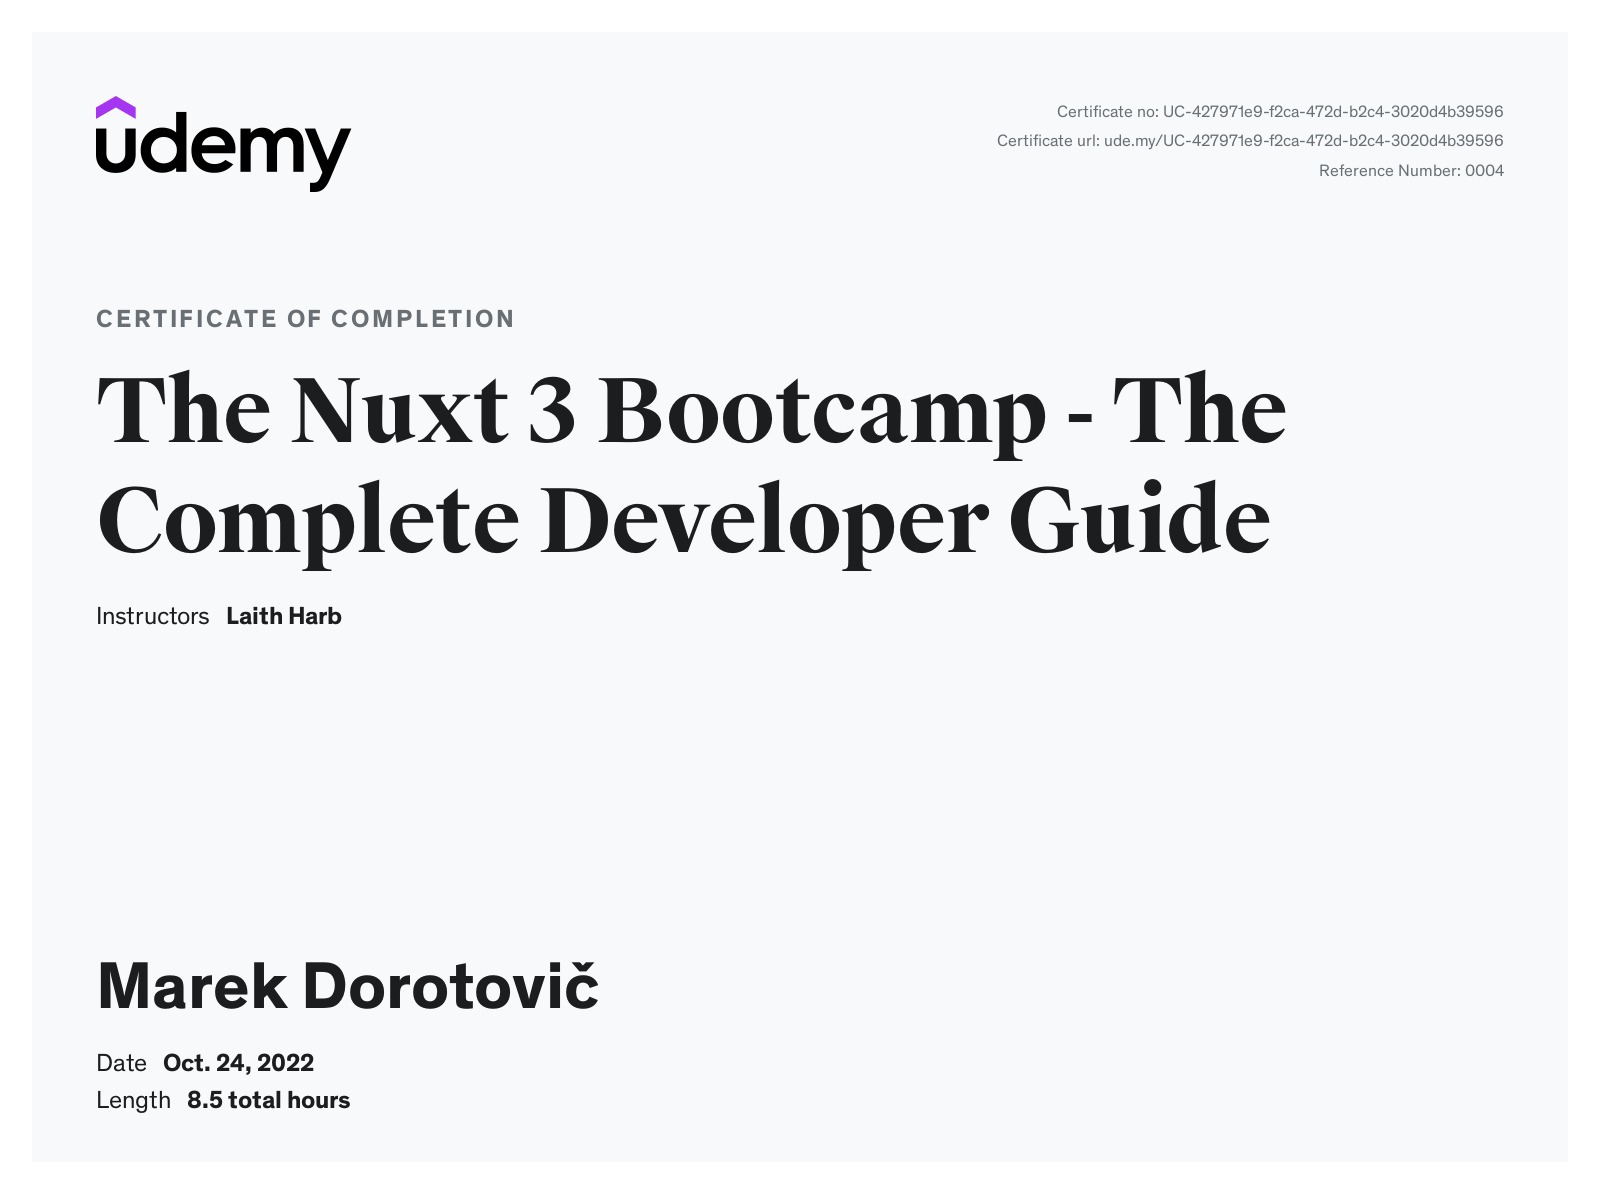 udemy
Certificate no: UC-427971e9-f2ca-472d-b2c4-3020d4b39596
Certificate url: ude.my/UC-427971e9-f2ca-472d-b2c4-3020d4b39596
Reference Number: 0004
CERTIFICATE OF COMPLETION
The Nuxt 3 Bootcamp - The
Complete Developer Guide
Instructors Laith Harb
Marek Dorotovič
Date Oct. 24, 2022
Length 8.5 total hours